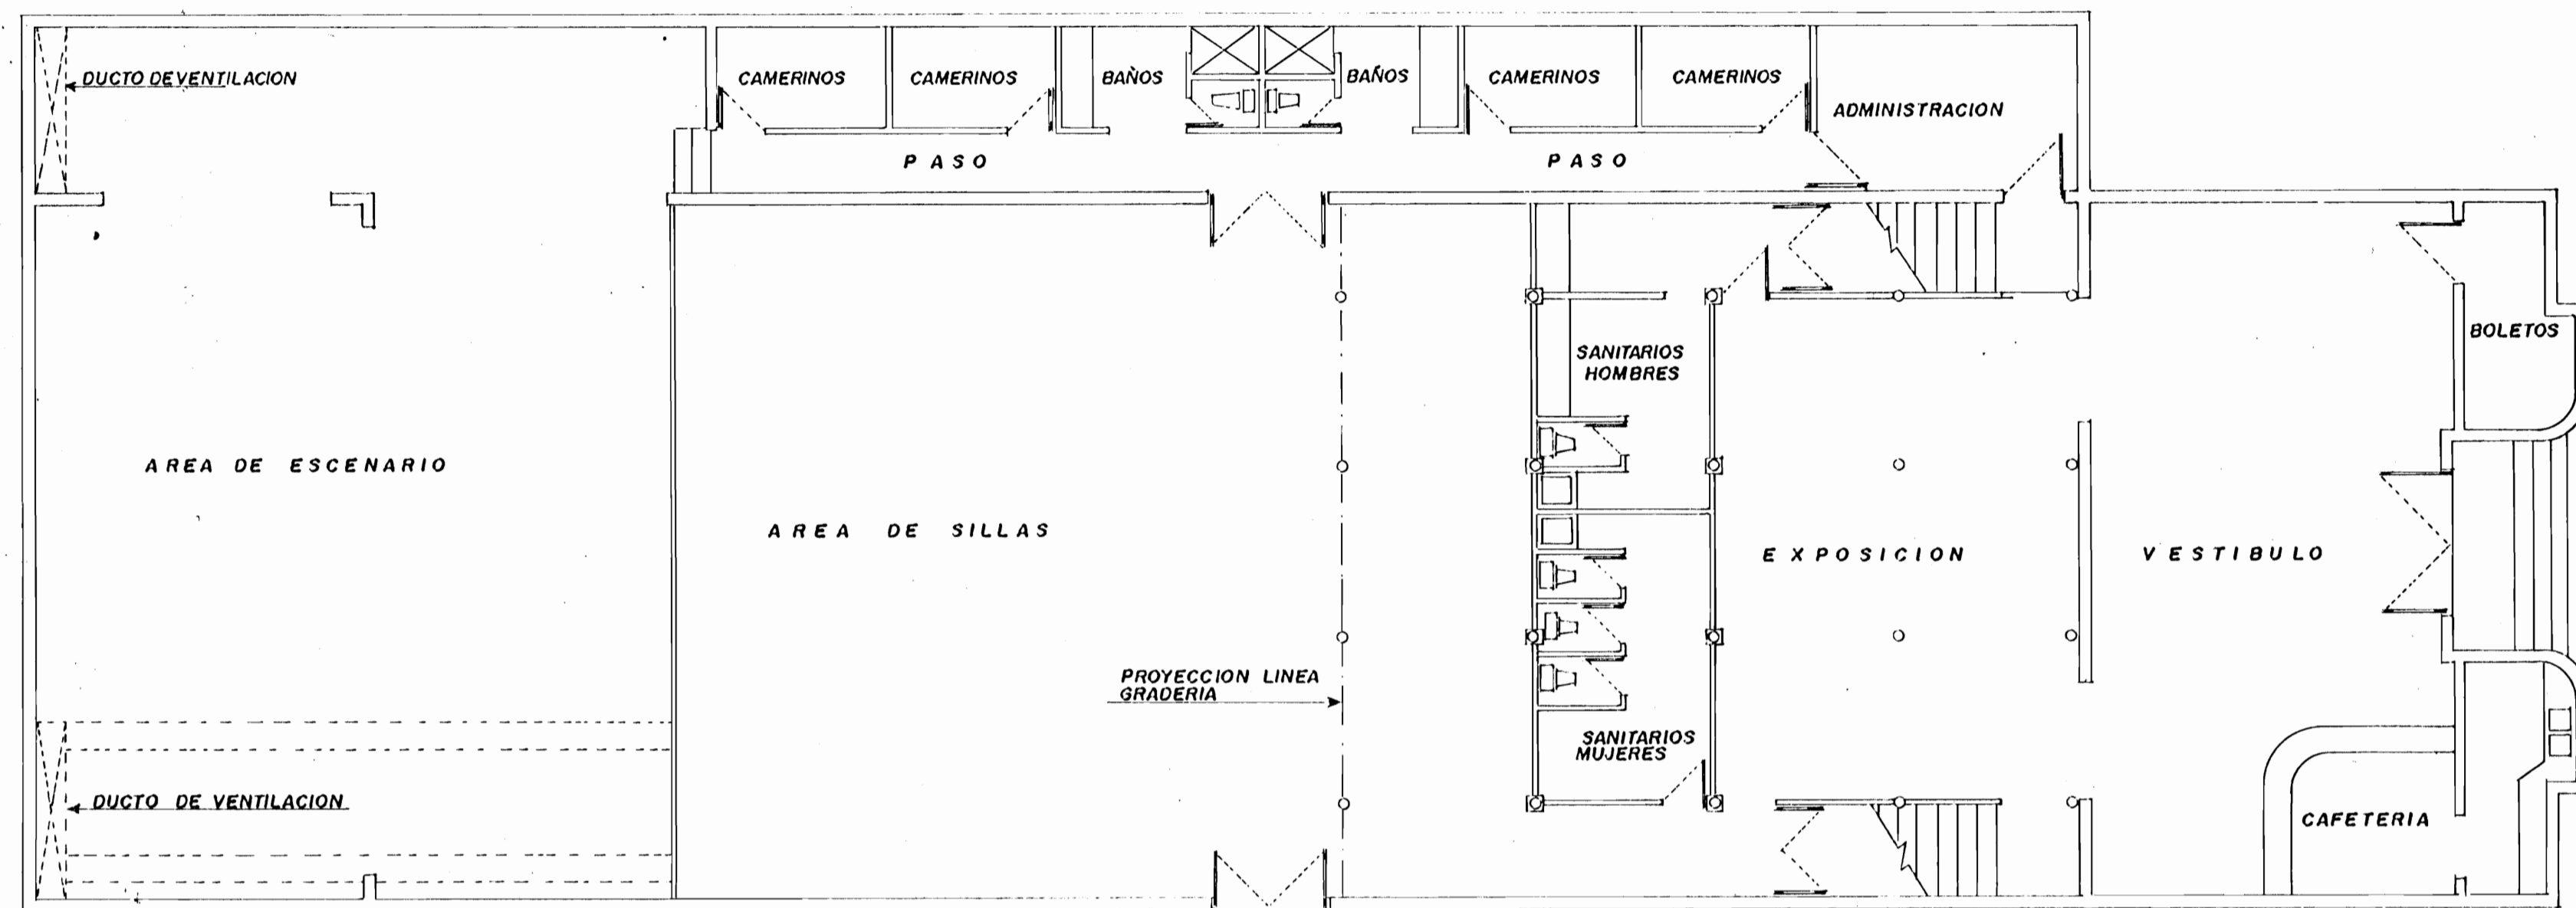 DUCTO DE VENTILACION
CAMERINOS
CAMERINOS
BAÑOS
BAÑOS
CAMERINOS
CAMERINOS
ADMINISTRACION
PASO
PASO
BOLETOS
SANITARIOS
HOMBRES
AREA DE ESCENARIO
AREA DE SILLAS
EXPOSICION
VESTIBULO
PROYECCION LINEA
GRADERIA
SANITARIOS
MUJERES
DUCTO DE VENTILACION
CAFETERIA